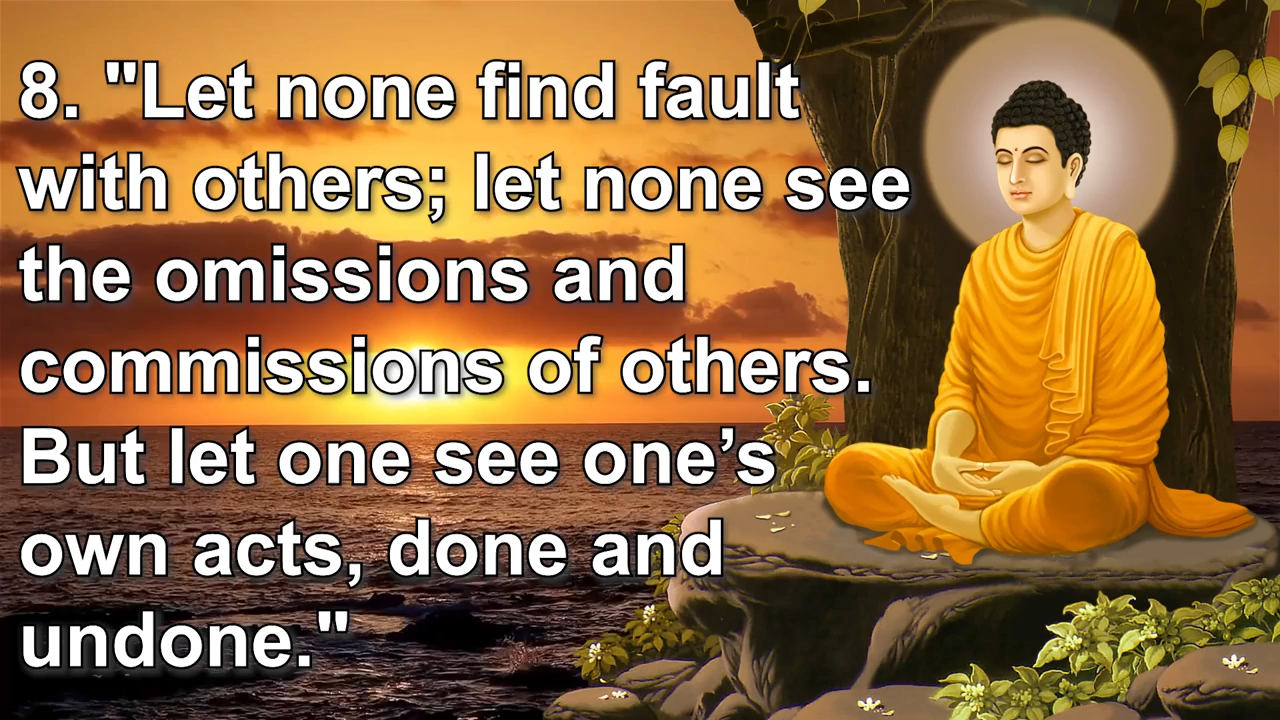 8. "Let none find fault
with others; let none see
the omissions and
commissions of others.
But let one see one’s
own acts, done and
undone."